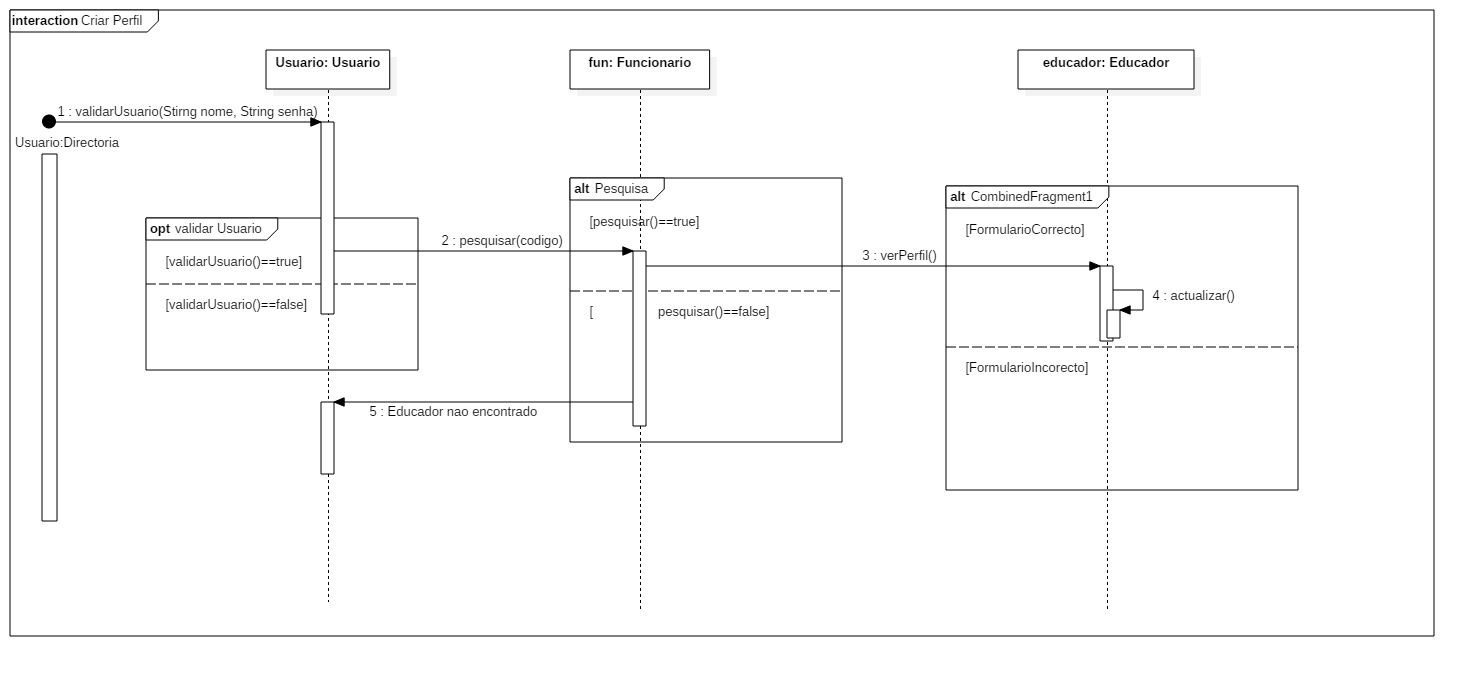 interaction Criar Perfil
Usuario: Usuario
fun: Funcionario
educador: Educador
1 : validarUsuario(Stirng nome, String senha)
Usuario:Directoria
alt Pesquisa
alt CombinedFragment1
[pesquisar()==true]
opt validar Usuario
[FormularioCorrecto]
2 : pesquisar(codigo)
3 : verPerfil()
[validarUsuario()==true]
4 : actualizar()
[validarUsuario()==false]
[ pesquisar()==false]
[FormularioIncorecto]
5 : Educador nao encontrado